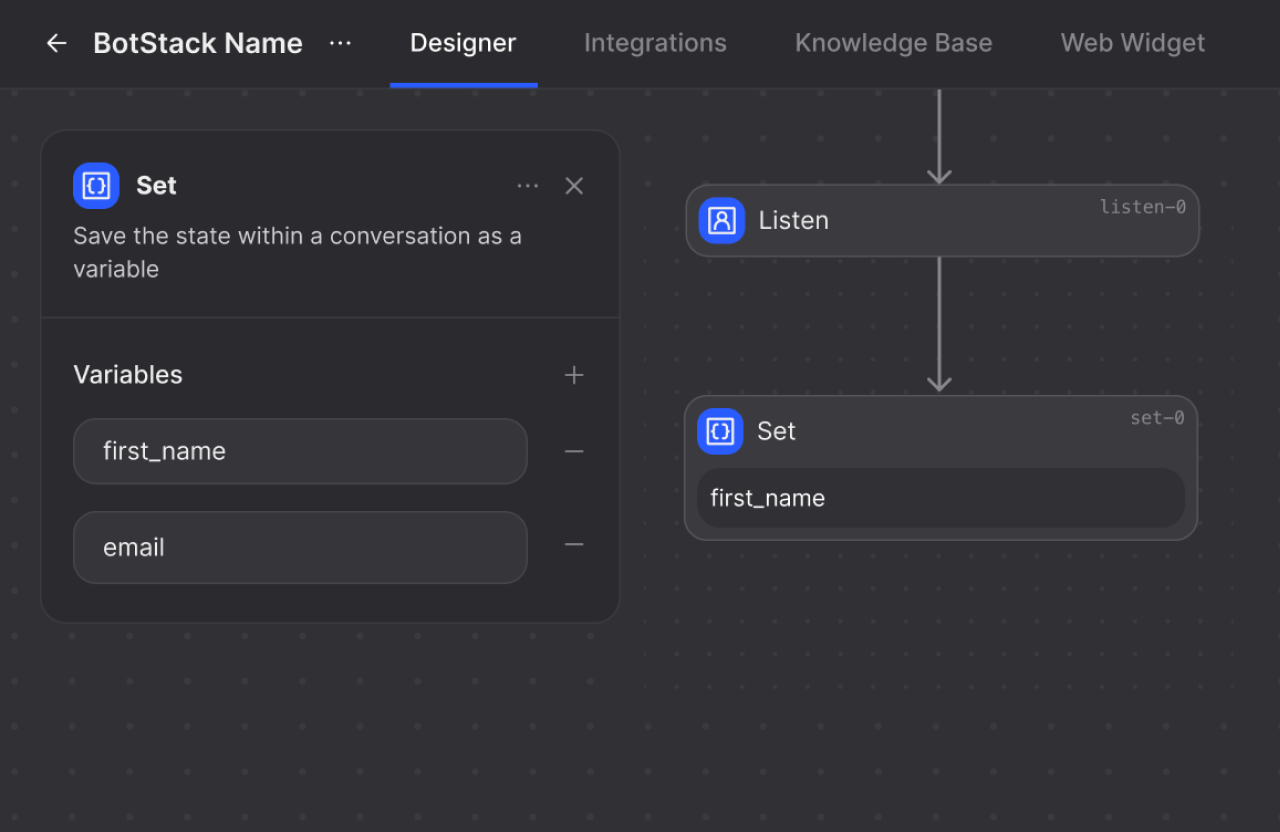 BotStack Name
Designer
Integrations
Knowledge Base
Web Widget
Set
Save the state within a conversation as a
variable
Variables
first_name
email
Listen
listen-0
Set
set-0
first_name